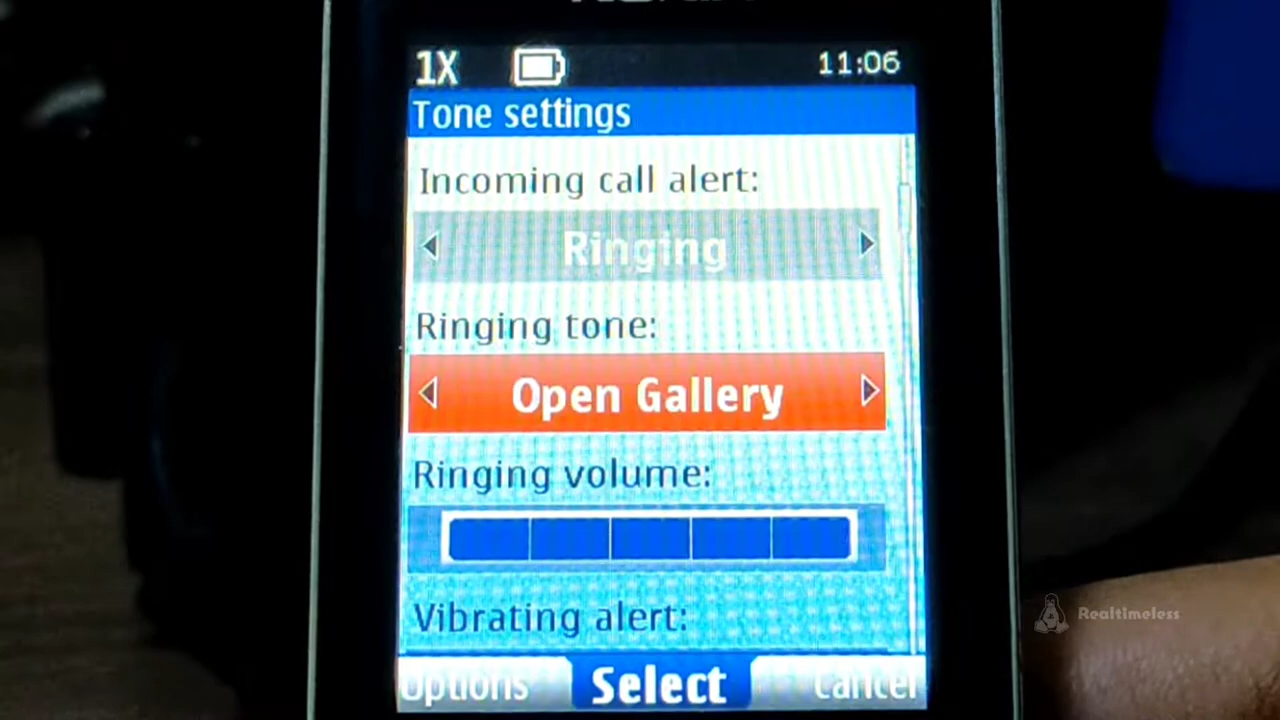 1X 11:06
Tone settings
Incoming call alert:
Ringing
Ringing tone:
Open Gallery
Ringing volume:
Vibrating alert:
Options Select Cancel
Realtimeless